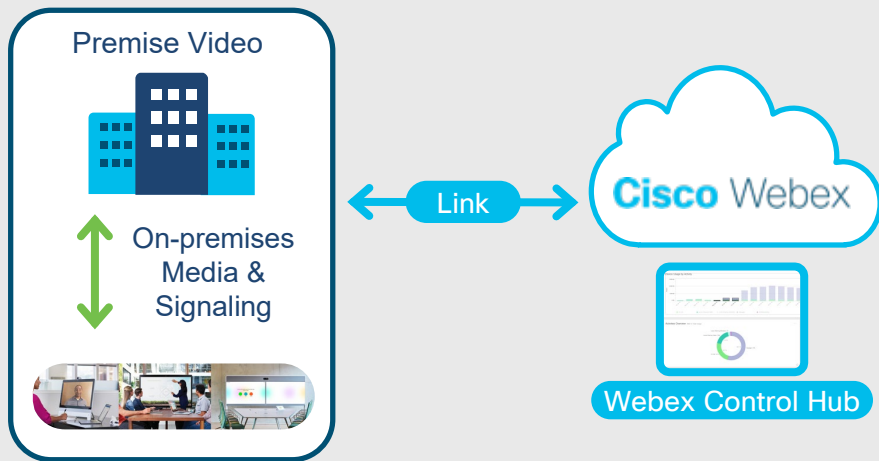 Premise Video
On-premises
Media &
Signaling
Link
Cisco Webex
Webex Control Hub